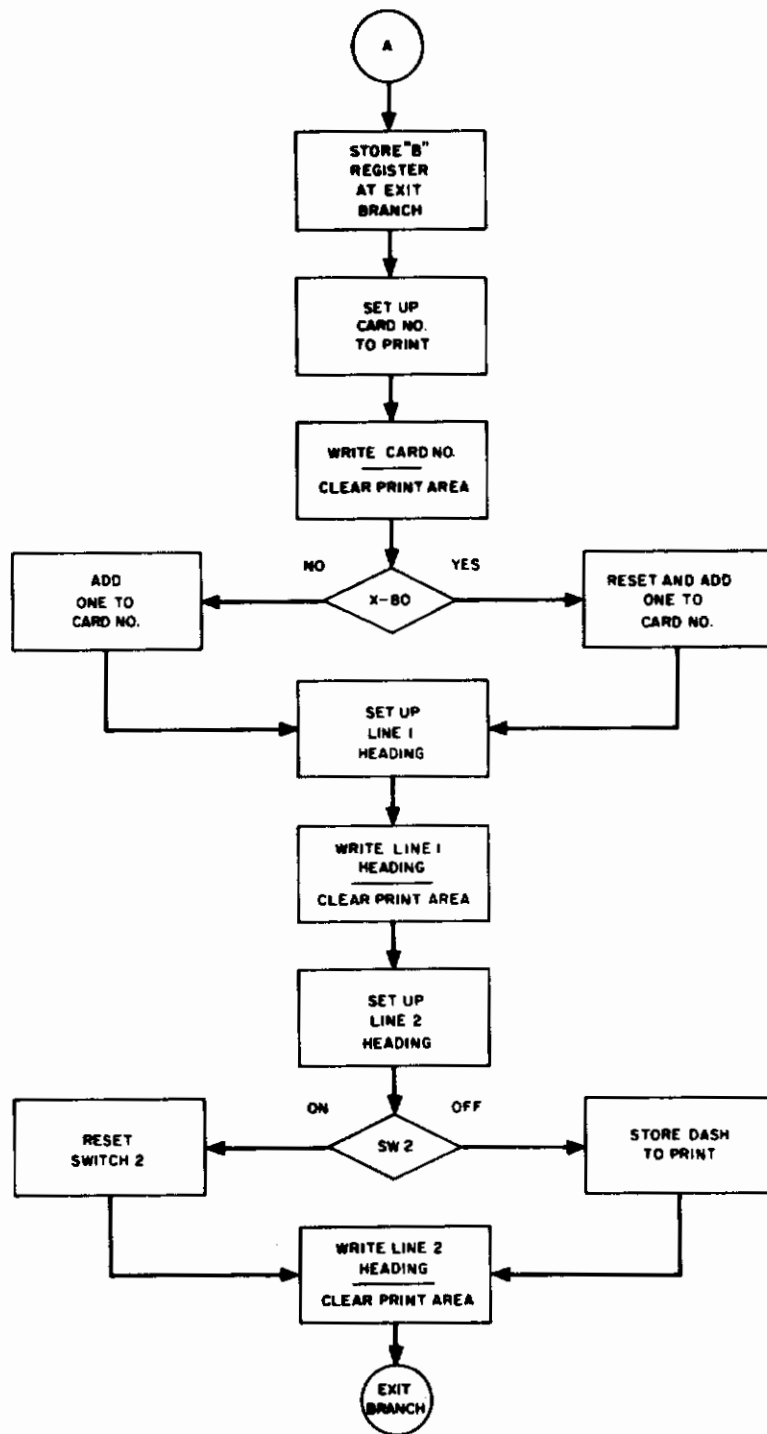 A
STORE "B"
REGISTER
AT EXIT
BRANCH
SET UP
CARD NO.
TO PRINT
WRITE CARD NO.
CLEAR PRINT AREA
NO
YES
ADD
ONE TO
CARD NO.
X-80
RESET AND ADD
ONE TO
CARD NO.
SET UP
LINE 1
HEADING
WRITE LINE 1
HEADING
CLEAR PRINT AREA
SET UP
LINE 2
HEADING
ON
OFF
RESET
SWITCH 2
SW 2
STORE DASH
TO PRINT
WRITE LINE 2
HEADING
CLEAR PRINT AREA
EXIT
BRANCH